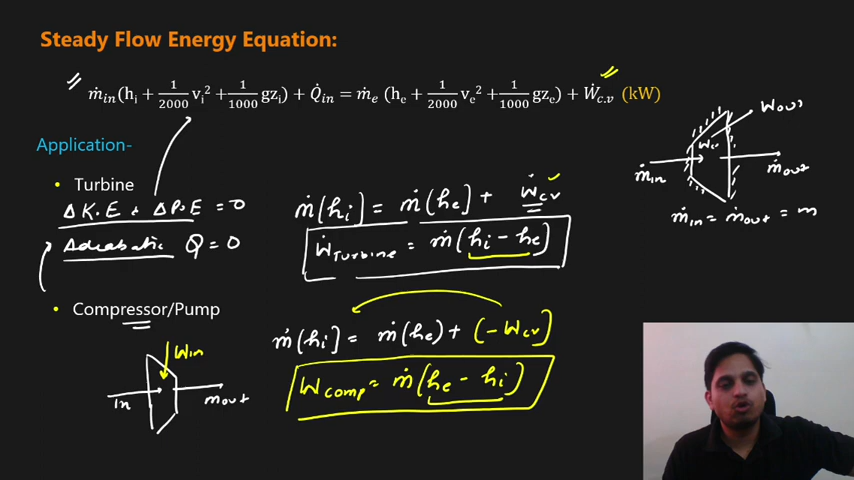 Steady Flow Energy Equation:
ṁin(hi + 1/2000 vi² + 1/1000 gzi) + Q̇in = ṁe (he + 1/2000 ve² + 1/1000 gze) + Ẇc.v (kW)
Application-
• Turbine
ΔK.E + ΔP.E = 0
Adiabatic Q̇ = 0
ṁ[hi] = ṁ[he] + Ẇcv
ẆTurbine = ṁ(hi - he)
Wout
Wcv
ṁin
ṁout
ṁin = ṁout = m
• Compressor/Pump
Win
In
mout
ṁ[hi] = ṁ(he) + (-Wcv)
Wcomp = ṁ(he - hi)